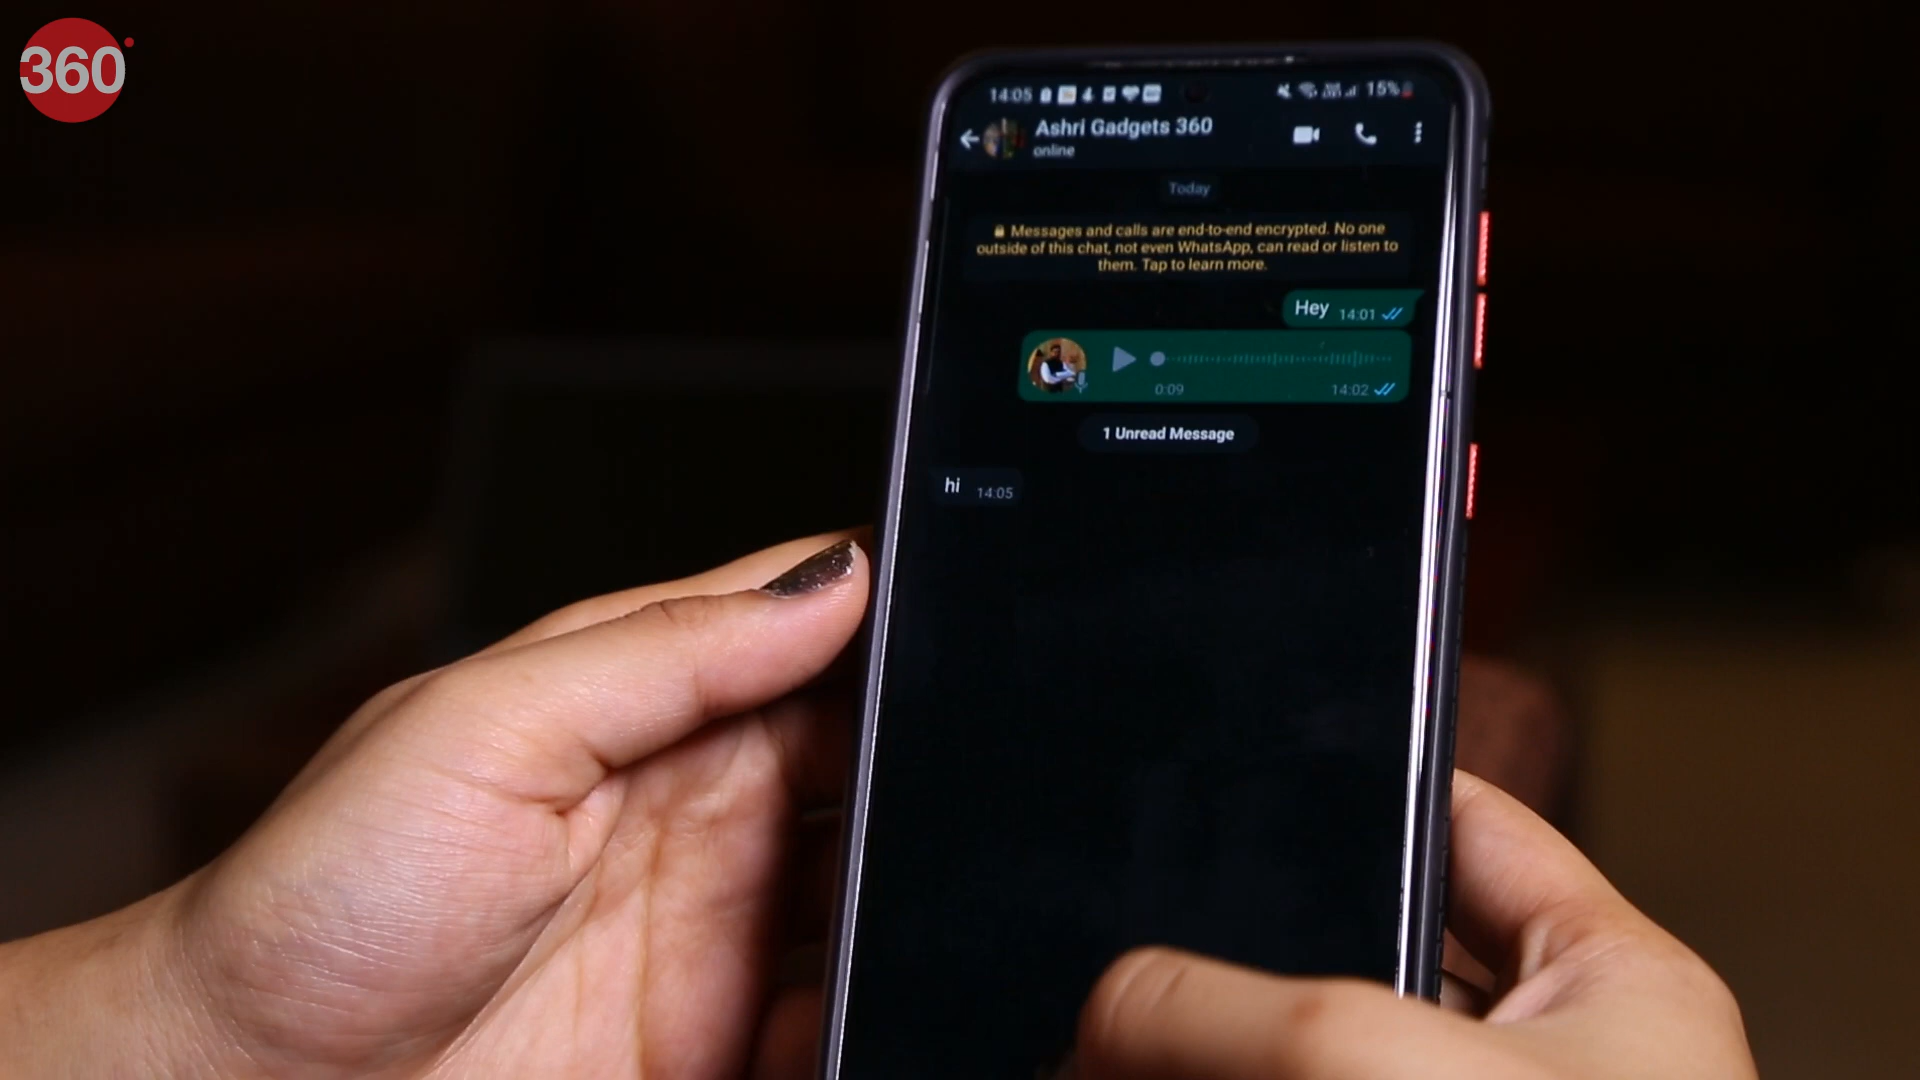 360
14:05
15%
Ashri Gadgets 360
online
Today
Messages and calls are end-to-end encrypted. No one
outside of this chat, not even WhatsApp, can read or listen to
them. Tap to learn more.
Hey 14:01
0:09 14:02
1 Unread Message
hi 14:05